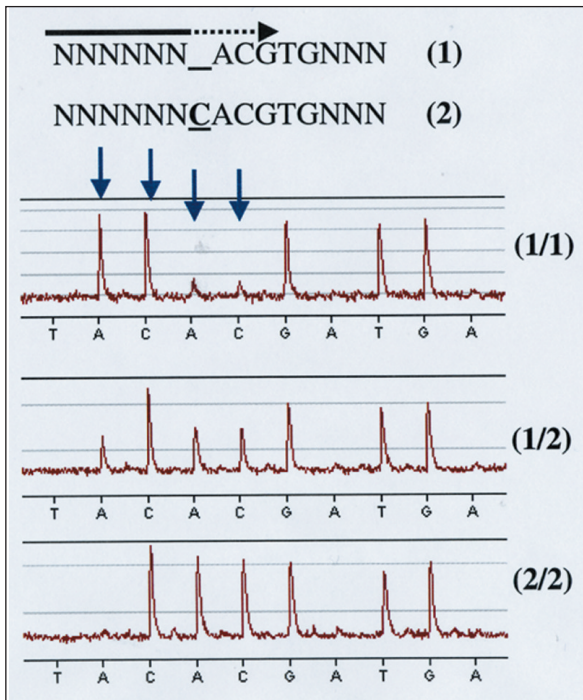 NNNNNN_ACGTGNNN (1)
NNNNNNCACGTGNNN (2)
(1/1)
T A C A C G A T G A
(1/2)
T A C A C G A T G A
(2/2)
T A C A C G A T G A